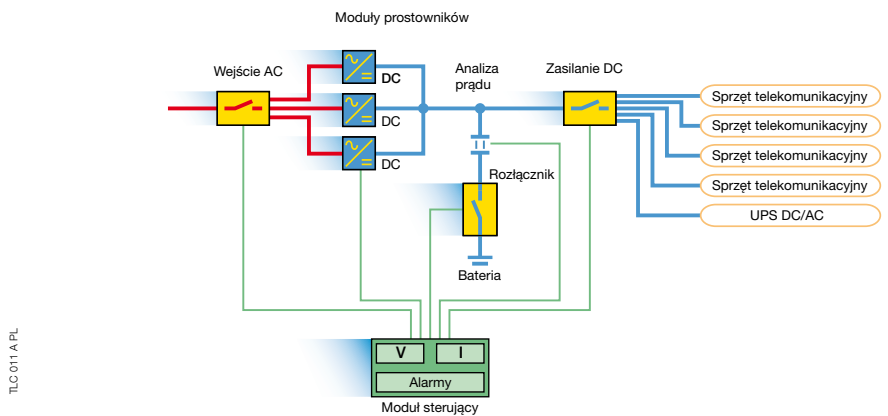 Moduły prostowników
Wejście AC
DC
DC
DC
Analiza
prądu
Zasilanie DC
Sprzęt telekomunikacyjny
Sprzęt telekomunikacyjny
Sprzęt telekomunikacyjny
Sprzęt telekomunikacyjny
UPS DC/AC
Rozłącznik
Bateria
V
I
Alarmy
Moduł sterujący
TLC 011 A PL